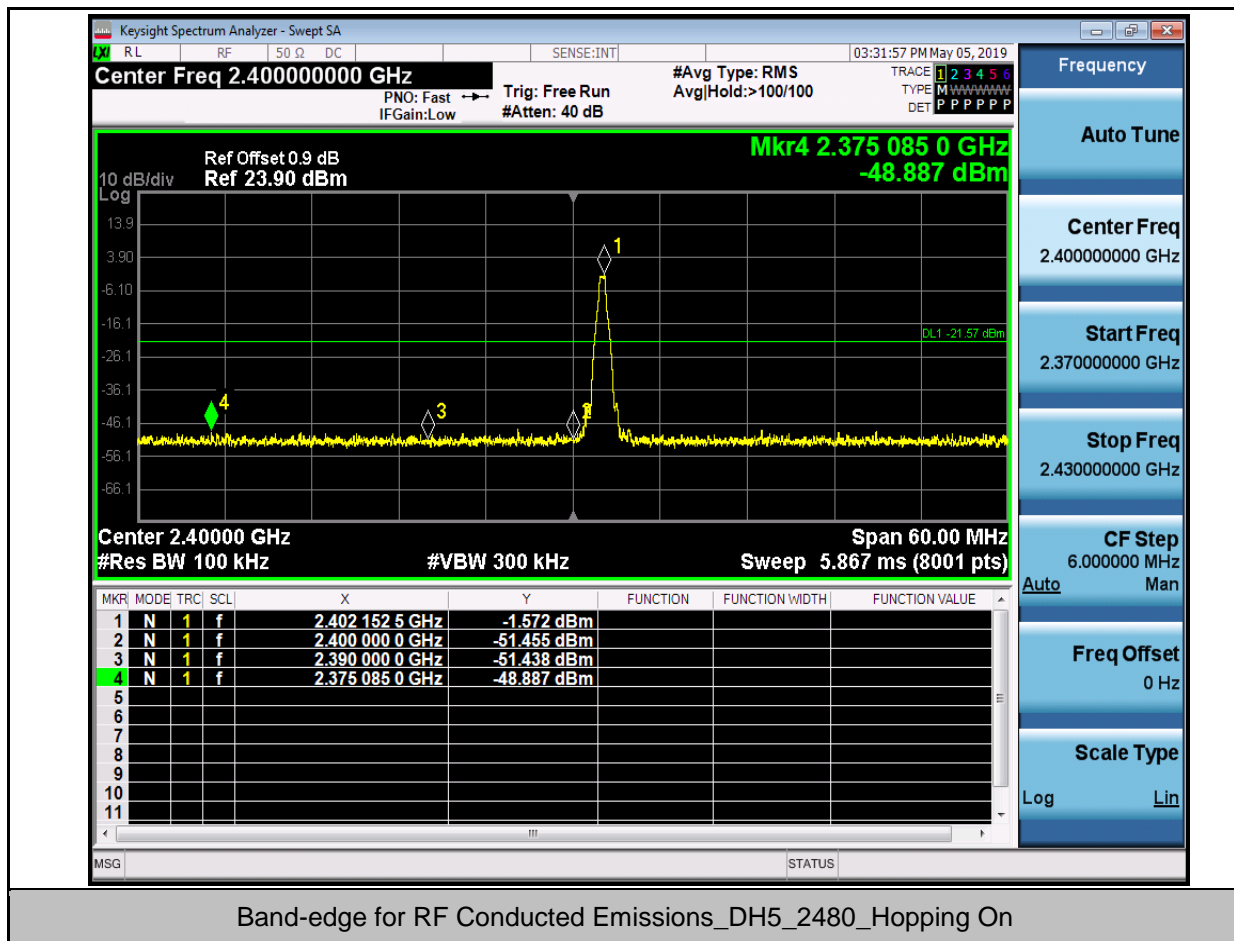 Keysight Spectrum Analyzer - Swept SA
LXI RL RF 50 Ω DC SENSE:INT 03:31:57 PM May 05, 2019
Center Freq 2.400000000 GHz
PNO: Fast
IFGain:Low
Trig: Free Run
#Atten: 40 dB
#Avg Type: RMS
Avg|Hold:>100/100
TRACE 1 2 3 4 5 6
TYPE M WWWWW
DET P P P P P P
Mkr4 2.375 085 0 GHz
-48.887 dBm
Ref Offset 0.9 dB
10 dB/div Ref 23.90 dBm
Log
13.9
3.90
-6.10
-16.1
-26.1
-36.1
-46.1
-56.1
-66.1
1
DL1 -21.57 dBm
4
3
Center 2.40000 GHz Span 60.00 MHz
#Res BW 100 kHz #VBW 300 kHz Sweep 5.867 ms (8001 pts)
MKR MODE TRC SCL X Y FUNCTION FUNCTION WIDTH FUNCTION VALUE
1 N 1 f 2.402 152 5 GHz -1.572 dBm
2 N 1 f 2.400 000 0 GHz -51.455 dBm
3 N 1 f 2.390 000 0 GHz -51.438 dBm
4 N 1 f 2.375 085 0 GHz -48.887 dBm
5
6
7
8
9
10
11
MSG STATUS
Frequency
Auto Tune
Center Freq
2.400000000 GHz
Start Freq
2.370000000 GHz
Stop Freq
2.430000000 GHz
CF Step
6.000000 MHz
Auto Man
Freq Offset
0 Hz
Scale Type
Log Lin
Band-edge for RF Conducted Emissions_DH5_2480_Hopping On